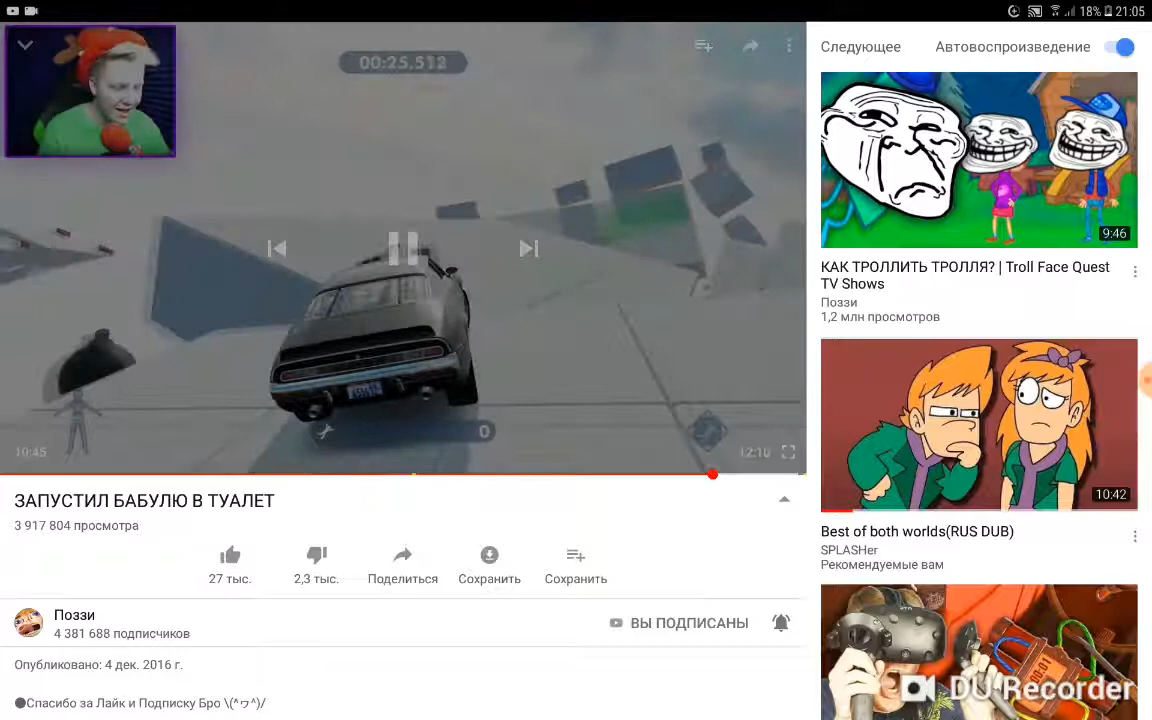 18% 21:05
00:25.512
0
10:45
12:10
ЗАПУСТИЛ БАБУЛЮ В ТУАЛЕТ
3 917 804 просмотра
27 тыс.
2,3 тыс.
Поделиться
Сохранить
Сохранить
Поззи
4 381 688 подписчиков
ВЫ ПОДПИСАНЫ
Опубликовано: 4 дек. 2016 г.
●Спасибо за Лайк и Подписку Бро \(^ヮ^)/
Следующее
Автовоспроизведение
9:46
КАК ТРОЛЛИТЬ ТРОЛЛЯ? | Troll Face Quest
TV Shows
Поззи
1,2 млн просмотров
10:42
Best of both worlds(RUS DUB)
SPLASHer
Рекомендуемые вам
00:01
DU Recorder